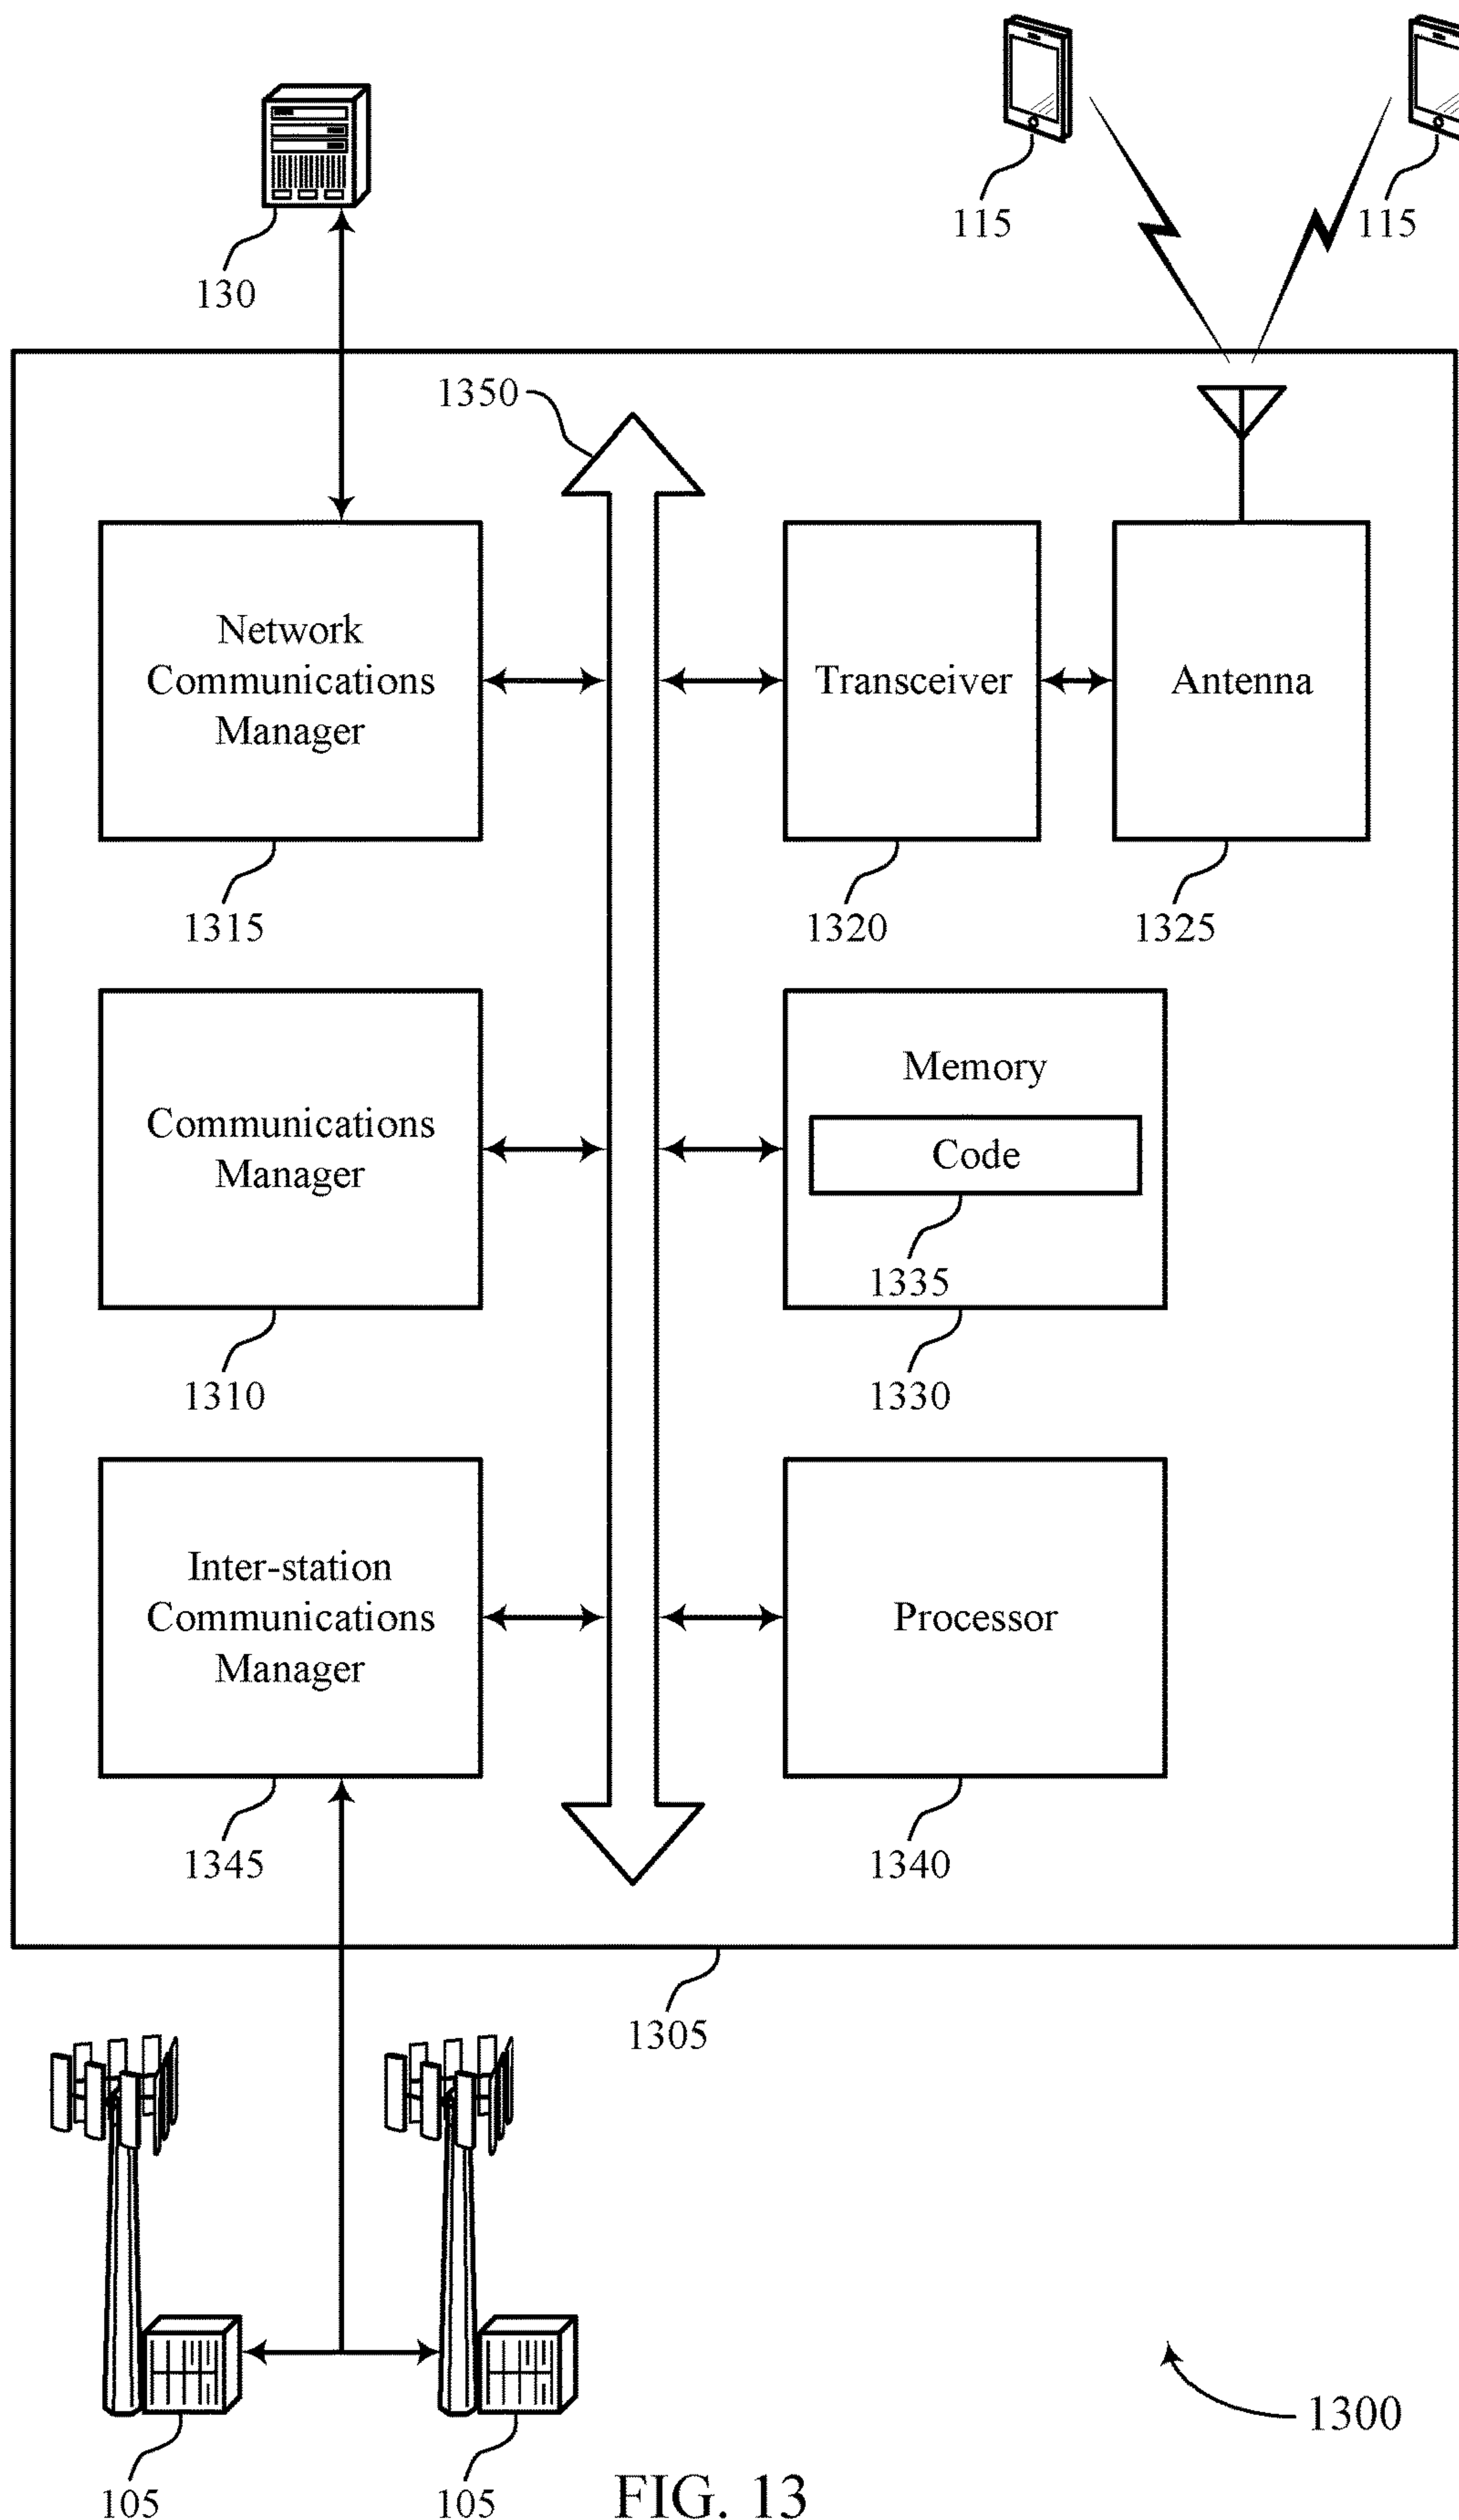 115
115
130
1350
Network
Communications
Manager
Transceiver
Antenna
1315
1320
1325
Communications
Manager
Memory
Code
1335
1310
1330
Inter-station
Communications
Manager
Processor
1345
1340
1305
1300
105
105
FIG. 13